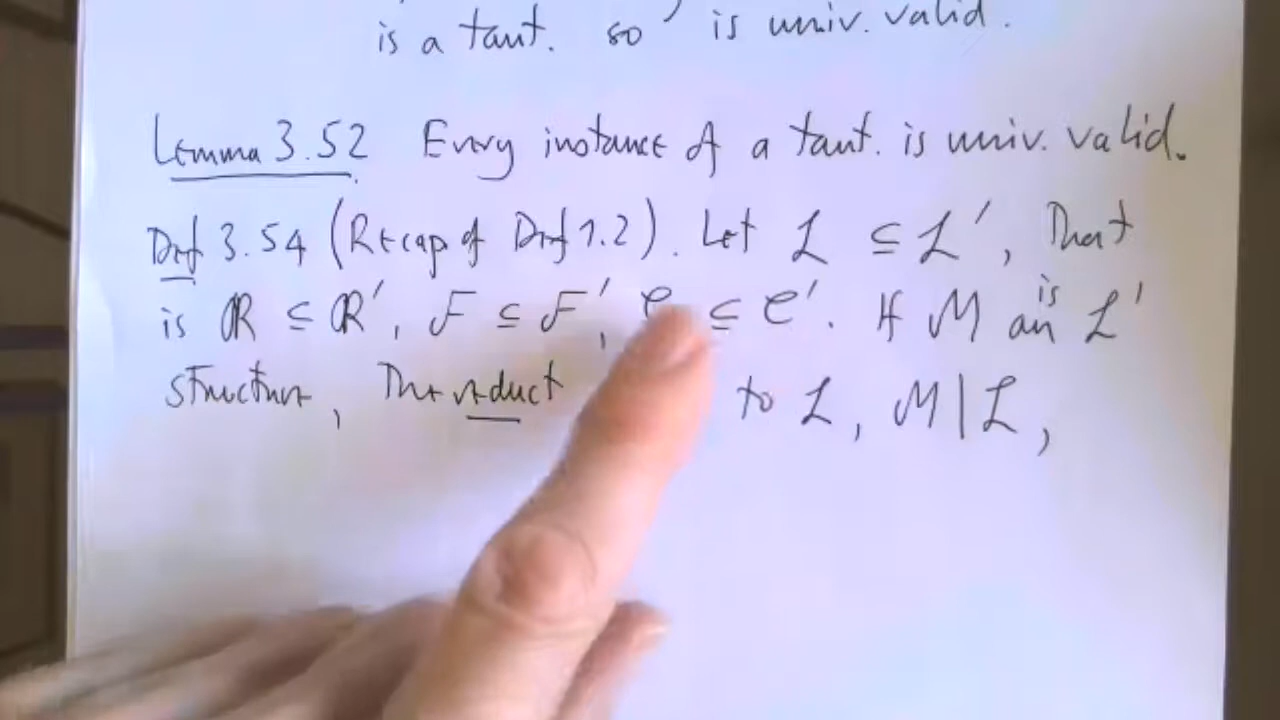 is a taut. so is univ. valid.
Lemma 3.52 Every instance of a taut. is univ. valid.
Def 3.54 (Recap of Def 1.2). Let ℒ ⊆ ℒ', that
is ℛ ⊆ ℛ', ℱ ⊆ ℱ', 𝒞 ⊆ 𝒞'. If ℳ is an ℒ'
structure, the reduct to ℒ, ℳ|ℒ,